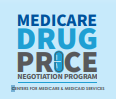 MEDICARE
DRUG
PRICE
NEGOTIATION PROGRAM
CENTERS FOR MEDICARE & MEDICAID SERVICES